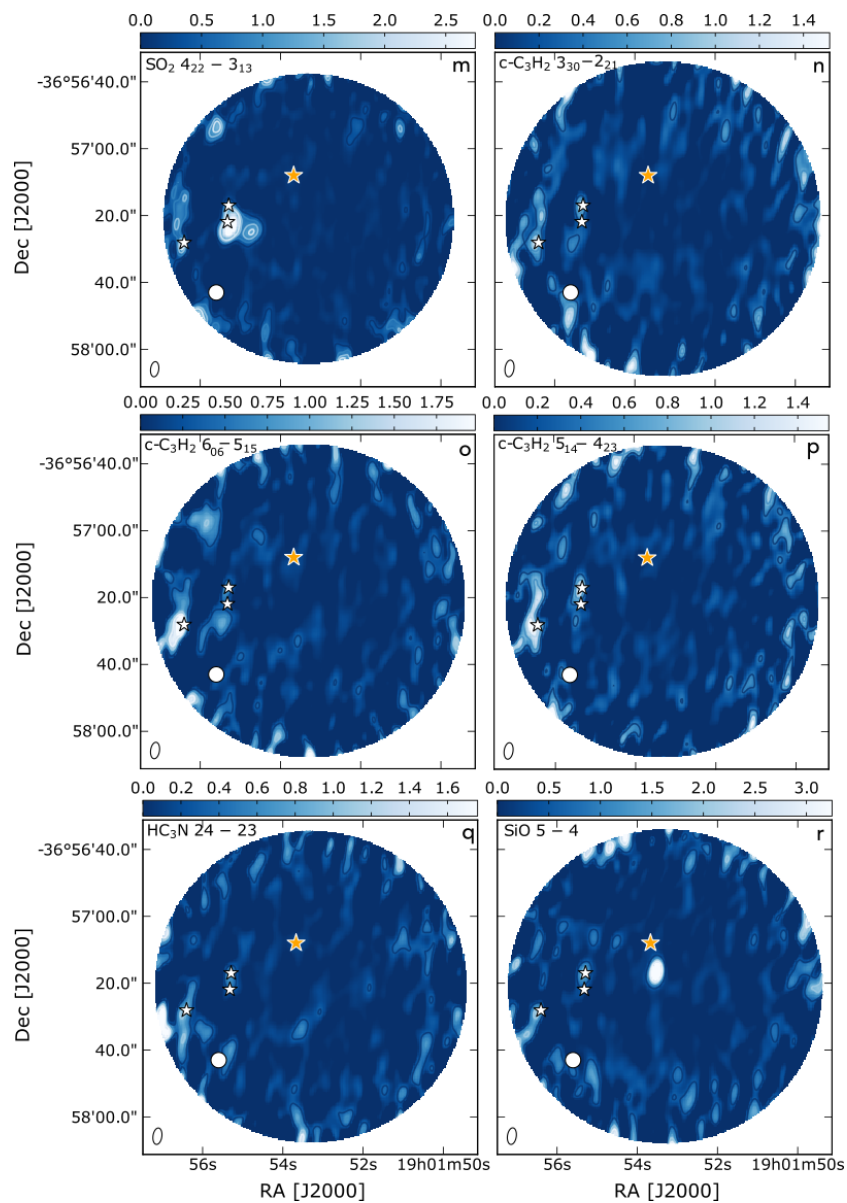 0.0 0.5 1.0 1.5 2.0 2.5
0.0 0.2 0.4 0.6 0.8 1.0 1.2 1.4
SO₂ 4₂₂ − 3₁₃ m
c-C₃H₂ 3₃₀−2₂₁ n
-36°56'40"
57'00.0"
20.0"
40.0"
58'00.0"
Dec [J2000]
0.00 0.25 0.50 0.75 1.00 1.25 1.50 1.75
0.0 0.2 0.4 0.6 0.8 1.0 1.2 1.4
c-C₃H₂ 6₀₆−5₁₅ o
c-C₃H₂ 5₁₄−4₂₃ p
-36°56'40"
57'00.0"
20.0"
40.0"
58'00.0"
Dec [J2000]
0.0 0.2 0.4 0.6 0.8 1.0 1.2 1.4 1.6
0.0 0.5 1.0 1.5 2.0 2.5 3.0
HC₃N 24 − 23 q
SiO 5 − 4 r
-36°56'40"
57'00.0"
20.0"
40.0"
58'00.0"
Dec [J2000]
56s 54s 52s 19h01m50s
56s 54s 52s 19h01m50s
RA [J2000]
RA [J2000]